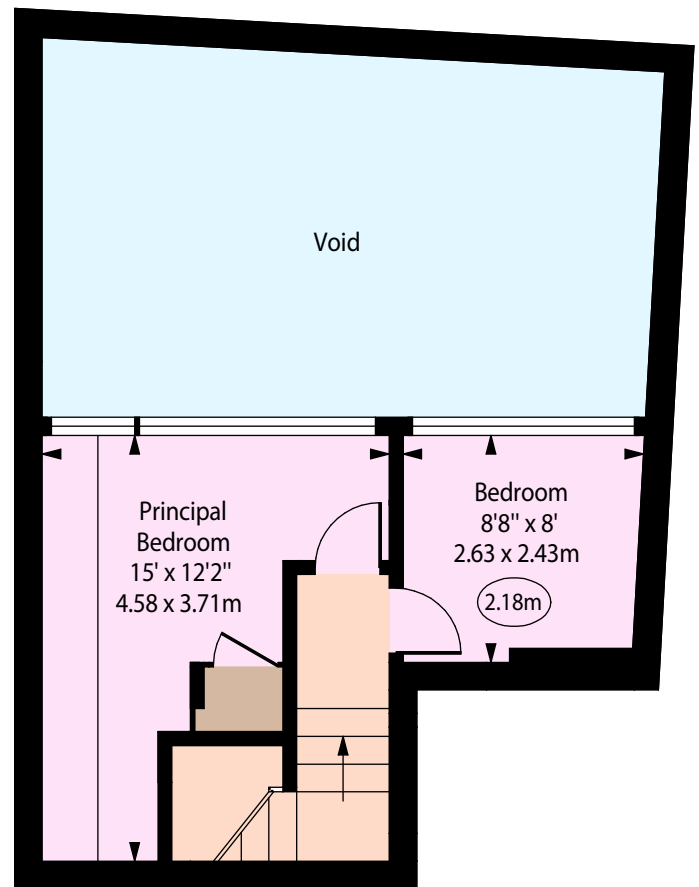 Void
Principal
Bedroom
15' x 12'2"
4.58 x 3.71m
Bedroom
8'8" x 8'
2.63 x 2.43m
2.18m